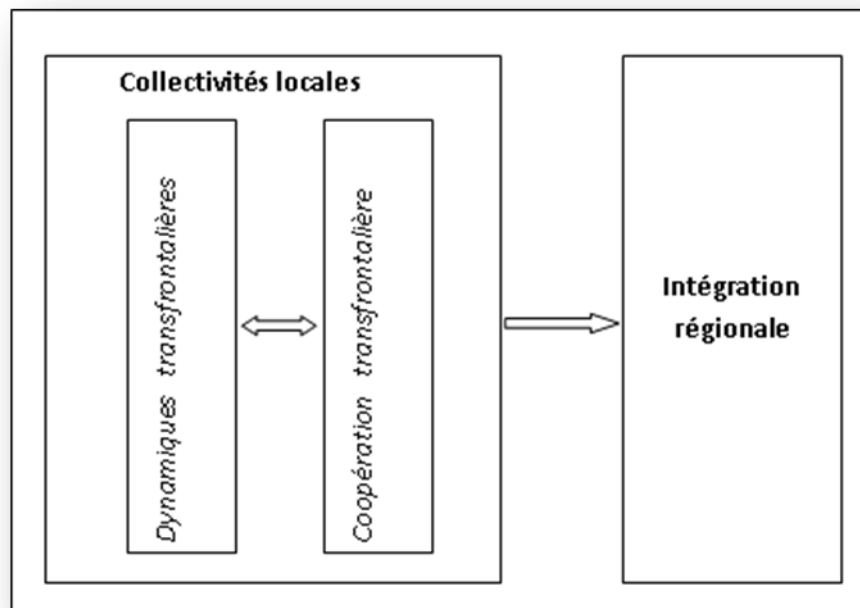 Collectivités locales
Dynamiques transfrontalières
Coopération transfrontalière
Intégration
régionale